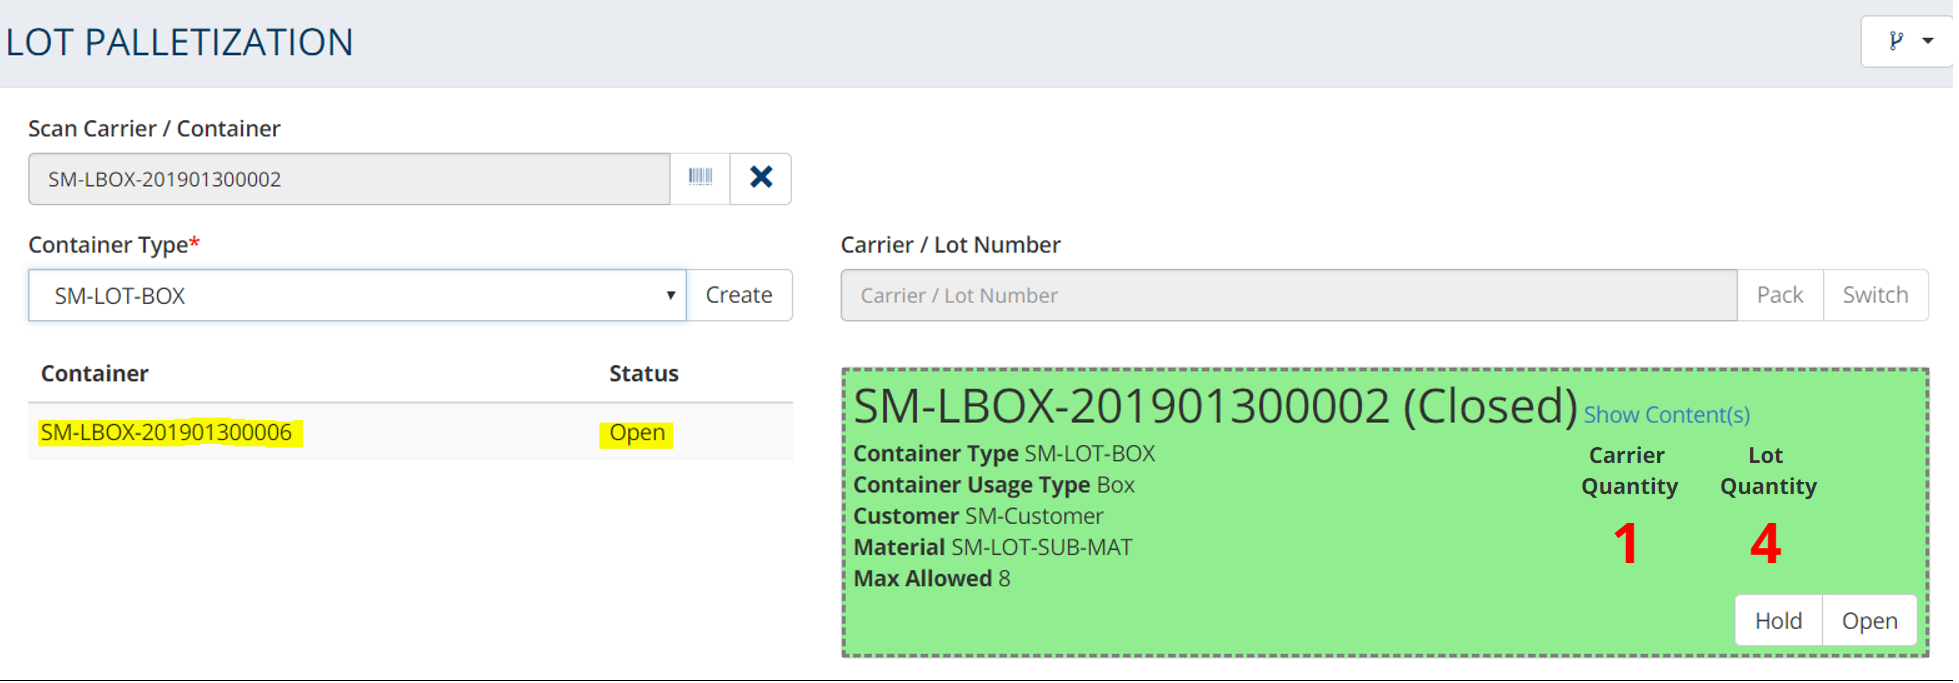 LOT PALLETIZATION
Scan Carrier / Container
SM-LBOX-201901300002
Container Type*
SM-LOT-BOX
Create
Carrier / Lot Number
Carrier / Lot Number
Pack
Switch
Container Status
SM-LBOX-201901300006 Open
SM-LBOX-201901300002 (Closed) Show Content(s)
Container Type SM-LOT-BOX
Container Usage Type Box
Customer SM-Customer
Material SM-LOT-SUB-MAT
Max Allowed 8
Carrier
Quantity
1
Lot
Quantity
4
Hold
Open